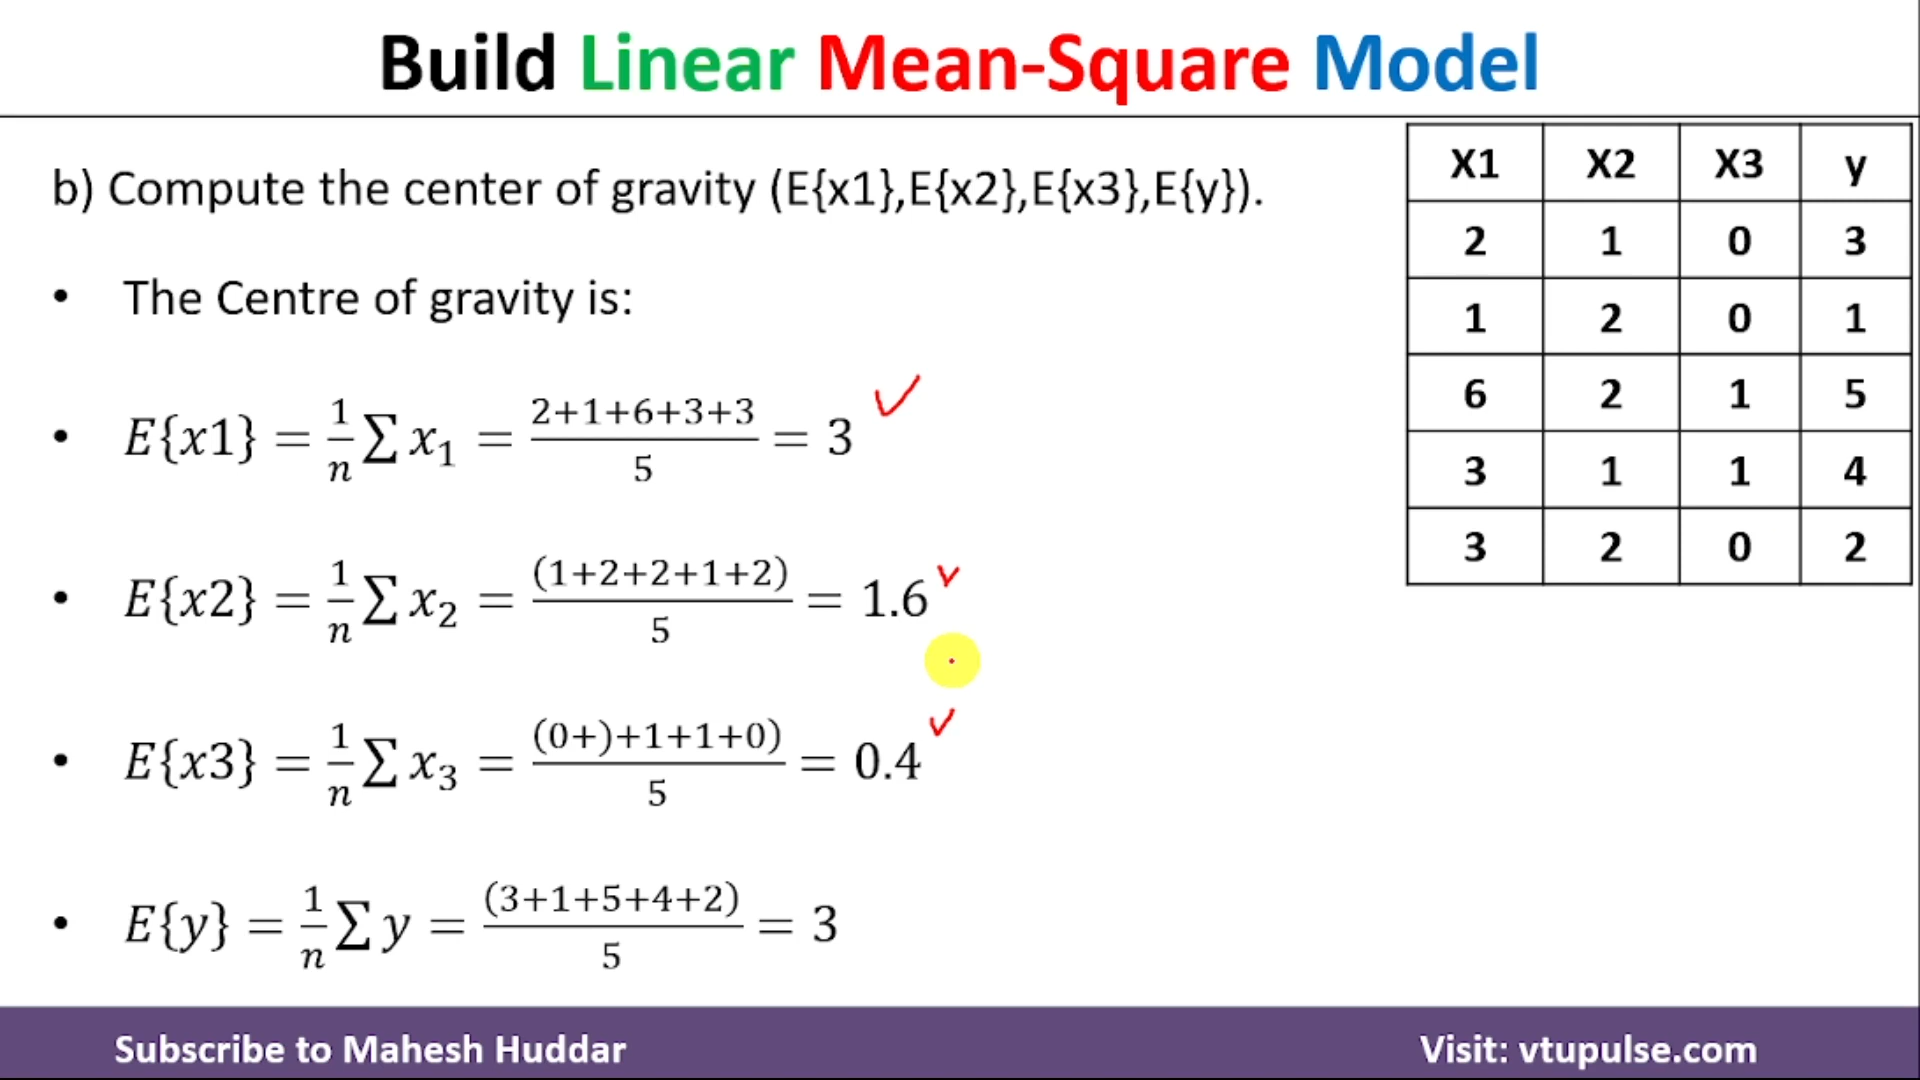 Build Linear Mean-Square Model
b) Compute the center of gravity (E{x1},E{x2},E{x3},E{y}).
• The Centre of gravity is:
• E{x1} = 1/n ∑ x₁ = 2+1+6+3+3/5 = 3
• E{x2} = 1/n ∑ x₂ = (1+2+2+1+2)/5 = 1.6
• E{x3} = 1/n ∑ x₃ = (0+)+1+1+0)/5 = 0.4
• E{y} = 1/n ∑ y = (3+1+5+4+2)/5 = 3
X1 X2 X3 y
2 1 0 3
1 2 0 1
6 2 1 5
3 1 1 4
3 2 0 2
Subscribe to Mahesh Huddar
Visit: vtupulse.com